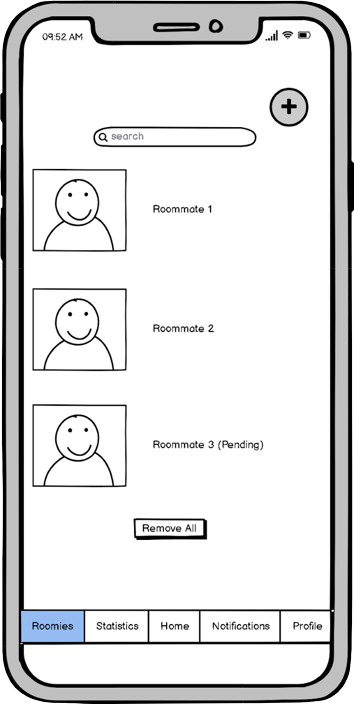 09:52 AM
+
search
Roommate 1
Roommate 2
Roommate 3 (Pending)
Remove All
Roomies Statistics Home Notifications Profile